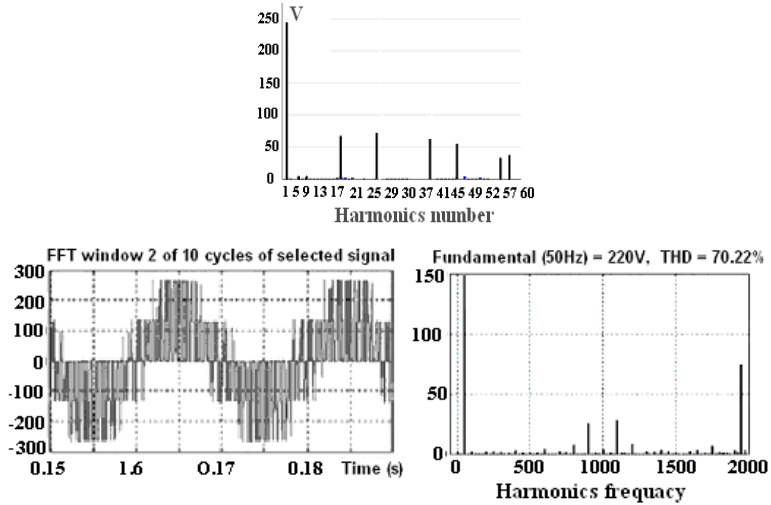 V
250
200
150
100
50
0
1 5 9 13 17 21 25 29 30 37 41 45 49 52 57 60
Harmonics number
FFT window 2 of 10 cycles of selected signal
300
200
100
0
-100
-200
-300
0.15 1.6 O.17 0.18 Time (s)
Fundamental (50Hz) = 220V, THD = 70.22%
150
100
50
0
0 500 1000 1500 2000
Harmonics frequacy